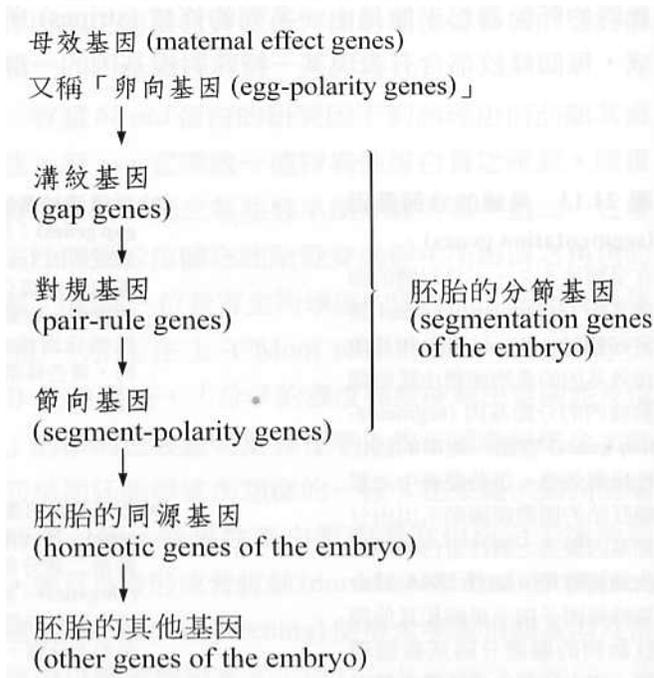 母效基因 (maternal effect genes)
又稱「卵向基因 (egg-polarity genes)」
溝紋基因
(gap genes)
對規基因
(pair-rule genes)
節向基因
(segment-polarity genes)
胚胎的分節基因
(segmentation genes
of the embryo)
胚胎的同源基因
(homeotic genes of the embryo)
胚胎的其他基因
(other genes of the embryo)